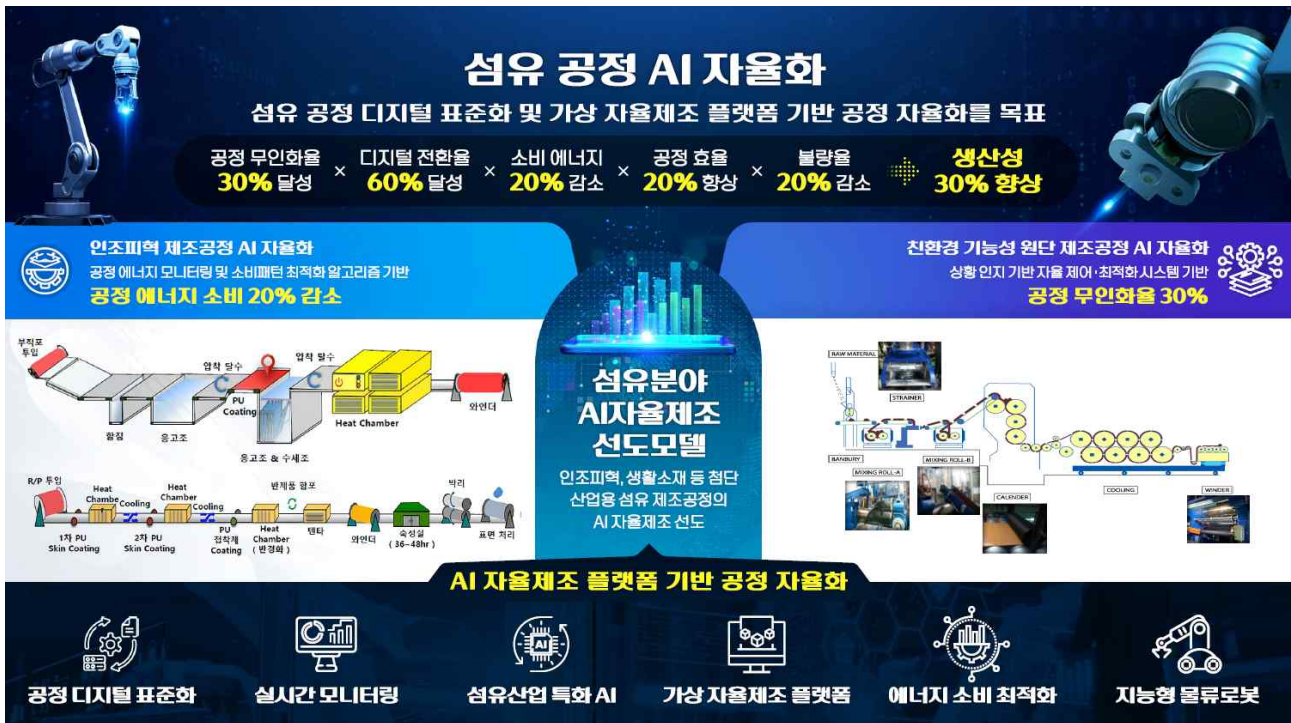 섬유 공정 AI 자율화
섬유 공정 디지털 표준화 및 가상 자율제조 플랫폼 기반 공정 자율화를 목표
공정 무인화율
30% 달성
×
디지털 전환율
60% 달성
×
소비 에너지
20% 감소
×
공정 효율
20% 향상
×
불량율
20% 감소
생산성
30% 향상
인조피혁 제조공정 AI 자율화
공정 에너지 모니터링 및 소비패턴 최적화 알고리즘 기반
공정 에너지 소비 20% 감소
친환경 기능성 원단 제조공정 AI 자율화
상황 인지 기반 자율 제어·최적화 시스템 기반
공정 무인화율 30%
부직포
투입
함침
응고조
압착 탈수
PU
Coating
응고조 & 수세조
압착 탈수
Heat Chamber
와인더
R/P 투입
1차 PU
Skin Coating
Heat
Chambe
Cooling
2차 PU
Skin Coating
Heat
Chamber
Cooling
PU
접착제
Coating
Heat
Chamber
( 반경화 )
반제품 합포
텐타
와인더
숙성실
( 36~48hr )
박리
표면 처리
섬유분야
AI자율제조
선도모델
인조피혁, 생활소재 등 첨단
산업용 섬유 제조공정의
AI 자율제조 선도
RAW MATERIAL
STRAINER
BANBURY
MIXING ROLL-A
MIXING ROLL-B
CALENDER
COOLING
WINDER
AI 자율제조 플랫폼 기반 공정 자율화
AI
공정 디지털 표준화
실시간 모니터링
섬유산업 특화 AI
가상 자율제조 플랫폼
에너지 소비 최적화
지능형 물류로봇